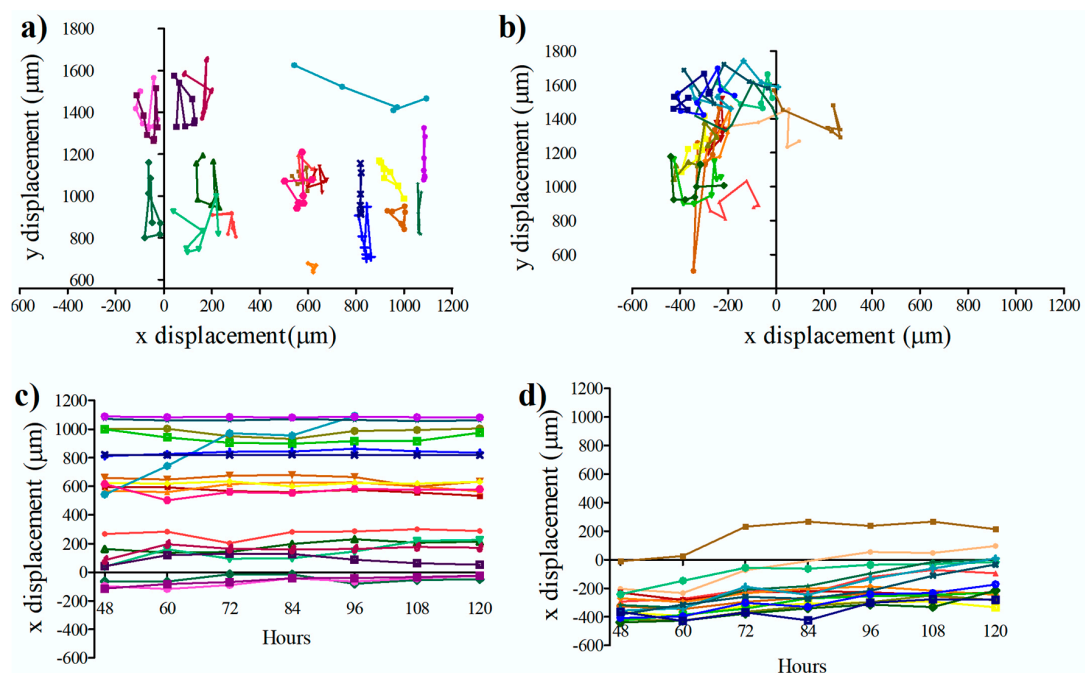 a)
y displacement (µm)
1800
1600
1400
1200
1000
800
600
600 -400 -200 0 200 400 600 800 1000 1200
x displacement(µm)
b)
y displacement (µm)
1800
1600
1400
1200
1000
800
600
-600 -400 -200 0 200 400 600 800 1000 1200
x displacement (µm)
c)
x displacement (µm)
1200
1000
800
600
400
200
0
-200
-400
-600
48 60 72 84 96 108 120
Hours
d)
x displacement (µm)
1200
1000
800
600
400
200
0
-200
-400
-600
48 60 72 84 96 108 120
Hours